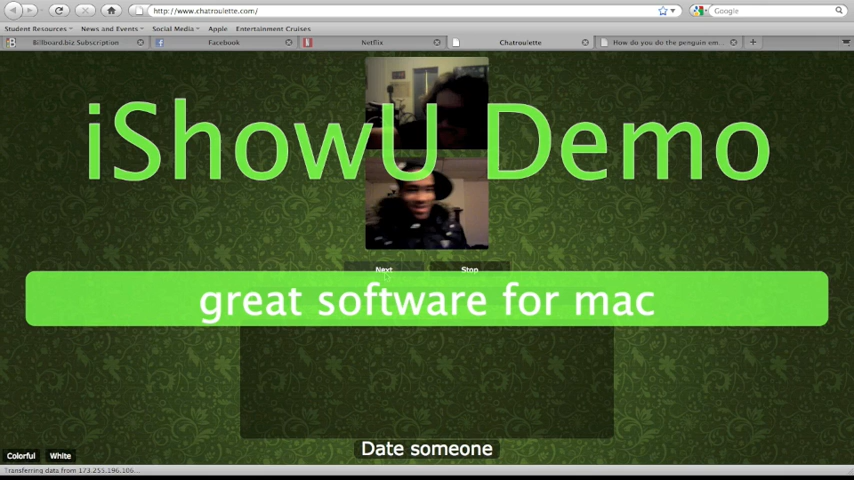 http://www.chatroulette.com/
Google
Student Resources
News and Events
Social Media
Apple
Entertainment
Cruises
Billboard.biz Subscription
Facebook
Netflix
Chatroulette
How do you do the penguin em...
iShowU Demo
Next
Stop
great software for mac
Date someone
Colorful
White
Transferring data from 173.255.196.106...